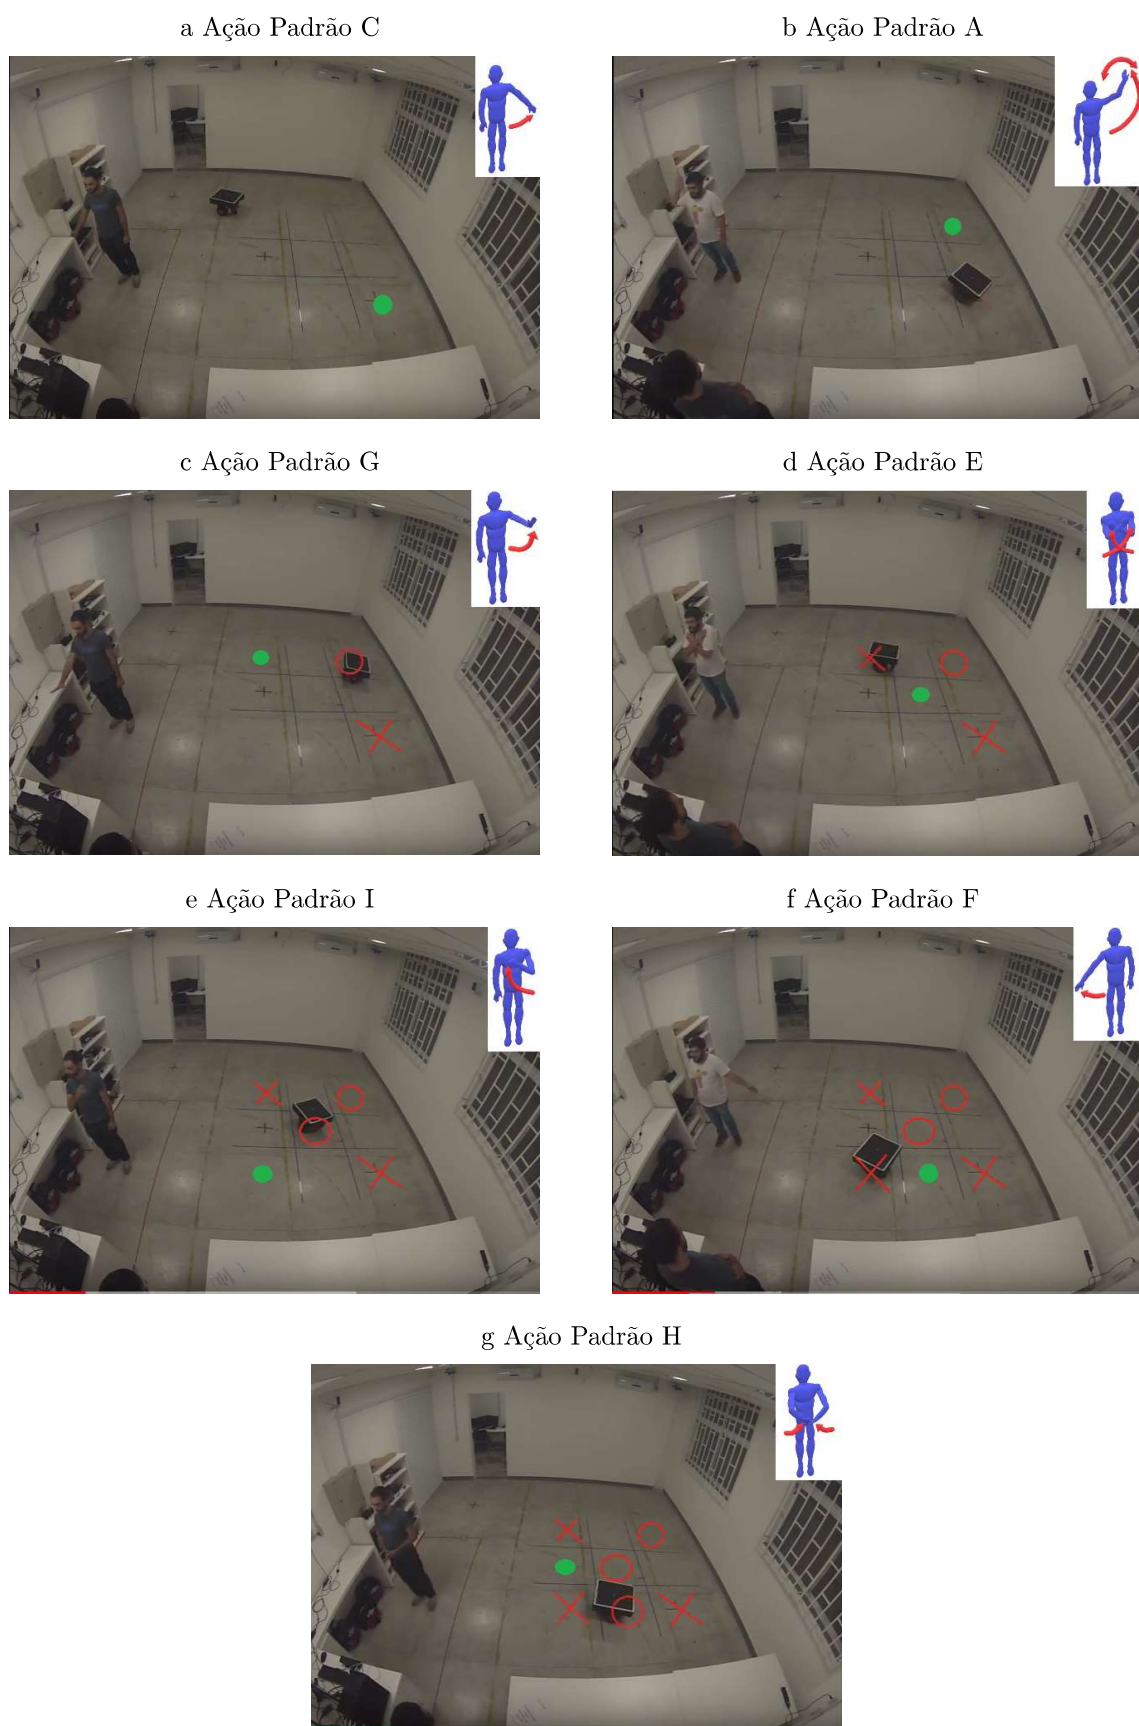 a Ação Padrão C
b Ação Padrão A
c Ação Padrão G
d Ação Padrão E
e Ação Padrão I
f Ação Padrão F
g Ação Padrão H